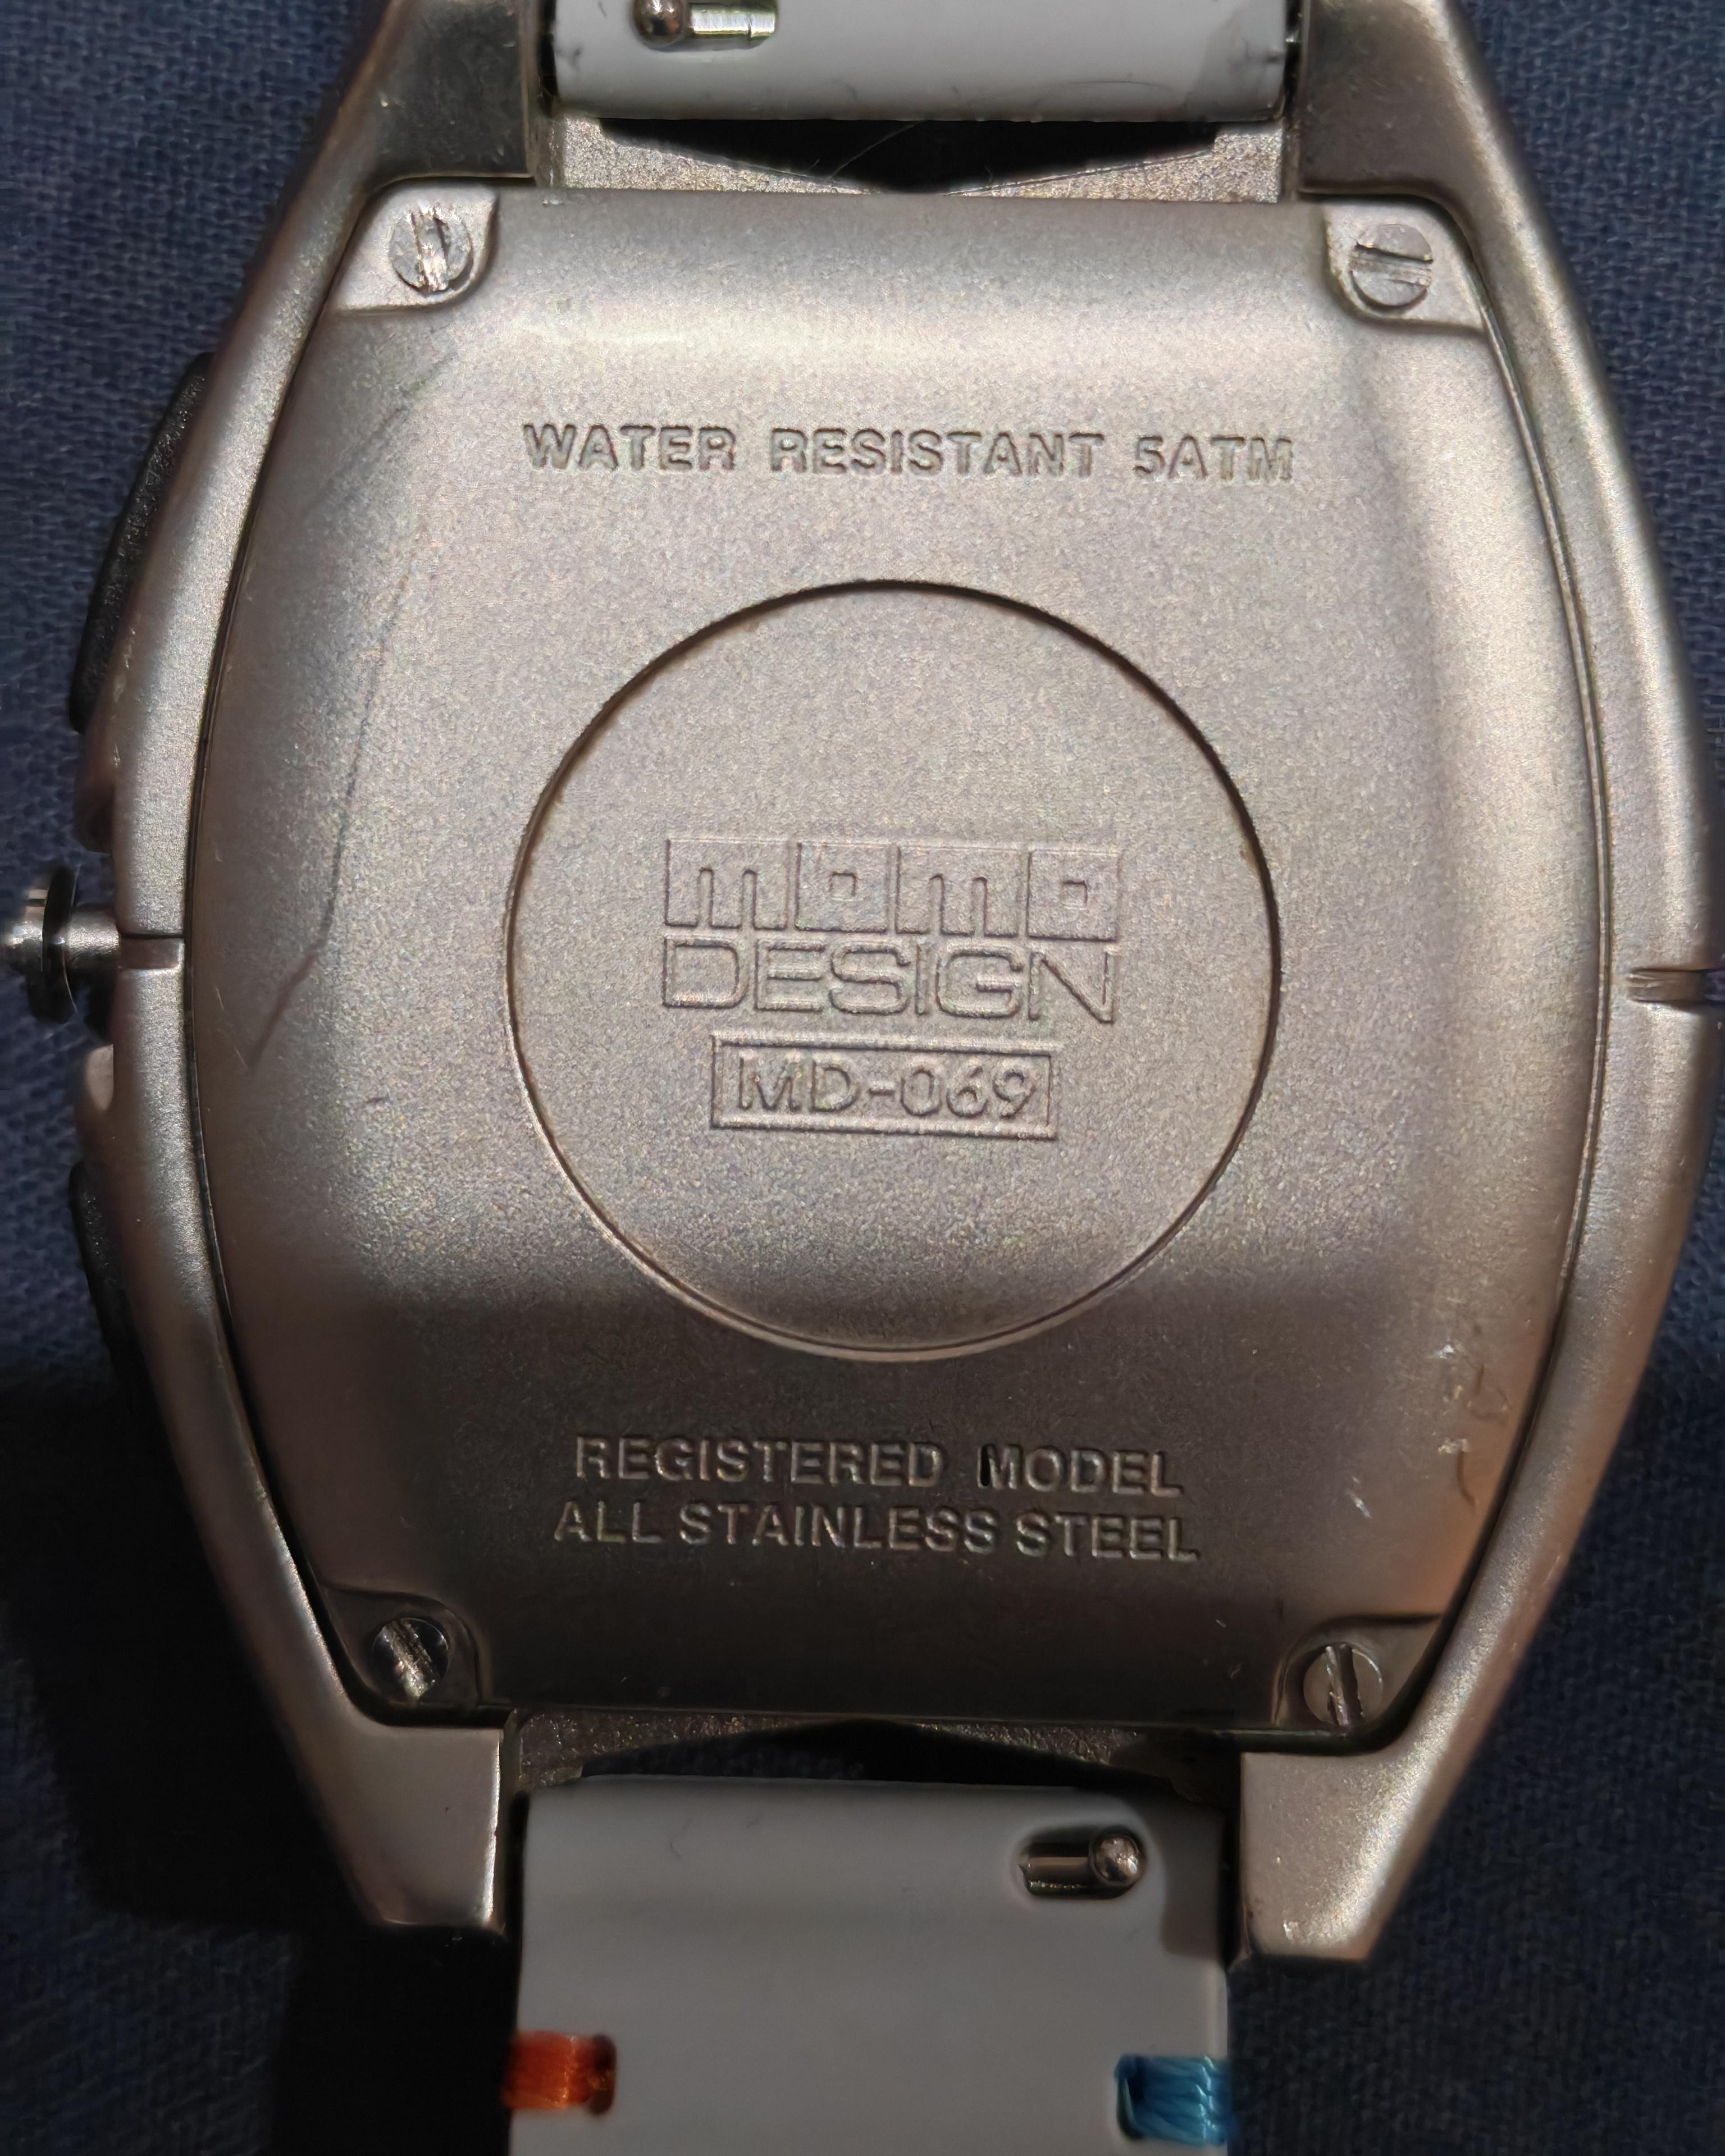 WATER RESISTANT 5ATM
momo
DESIGN
MD-069
REGISTERED MODEL
ALL STAINLESS STEEL